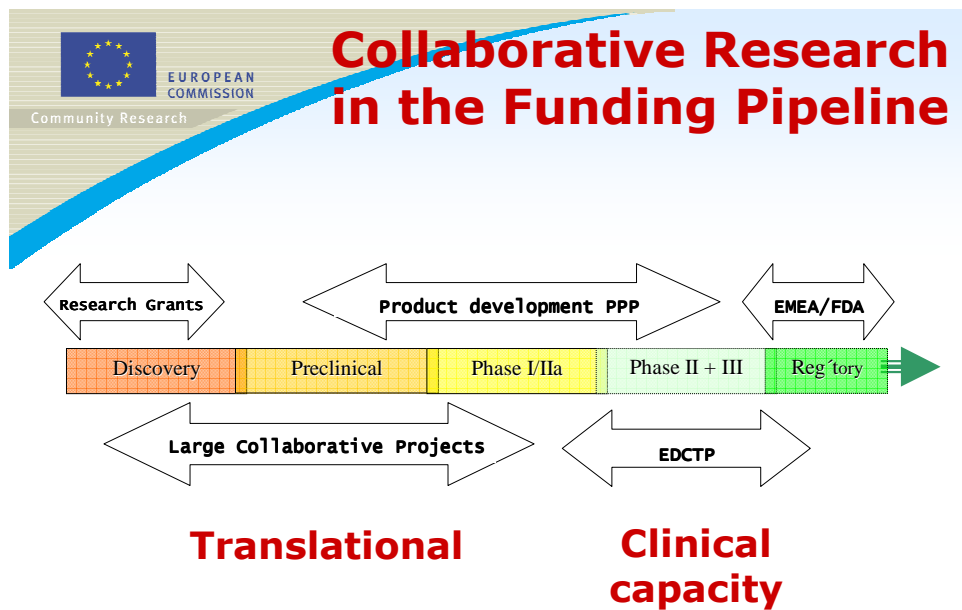 EUROPEAN
COMMISSION
Community Research
Collaborative Research
in the Funding Pipeline
Research Grants
Product development PPP
EMEA/FDA
Discovery
Preclinical
Phase I/IIa
Phase II + III
Reg´tory
Large Collaborative Projects
EDCTP
Translational
Clinical
capacity